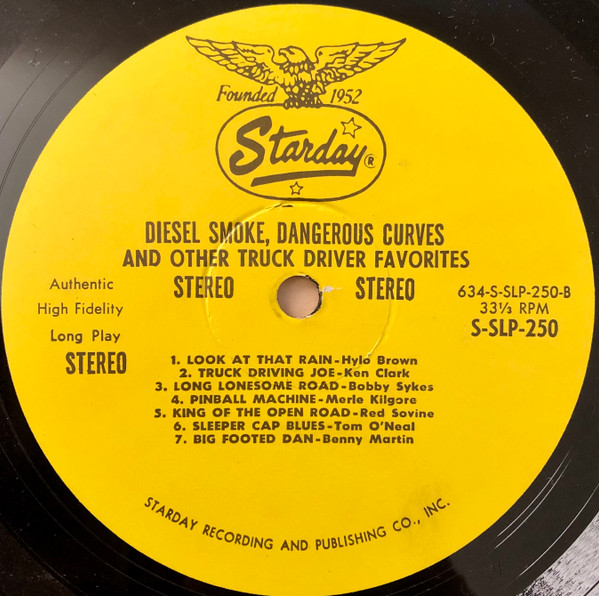 Founded 1952
Starday ®
DIESEL SMOKE, DANGEROUS CURVES
AND OTHER TRUCK DRIVER FAVORITES
Authentic
High Fidelity
Long Play
STEREO
STEREO STEREO
634-S-SLP-250-B
33⅓ RPM
S-SLP-250
1. LOOK AT THAT RAIN-Hylo Brown
2. TRUCK DRIVING JOE-Ken Clark
3. LONG LONESOME ROAD-Bobby Sykes
4. PINBALL MACHINE-Merle Kilgore
5. KING OF THE OPEN ROAD-Red Sovine
6. SLEEPER CAP BLUES-Tom O'Neal
7. BIG FOOTED DAN-Benny Martin
STARDAY RECORDING AND PUBLISHING CO., INC.